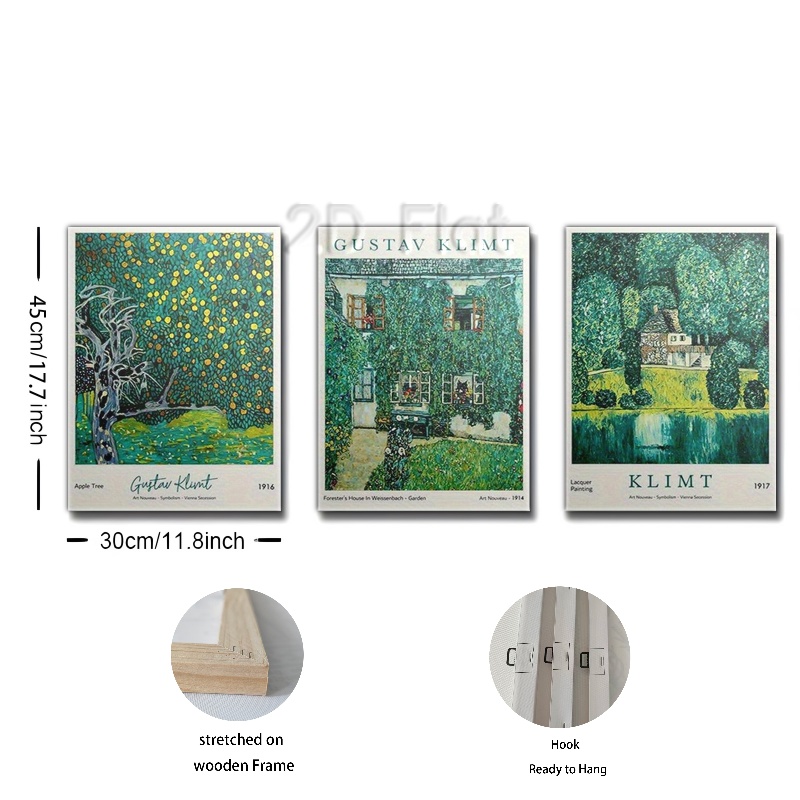 2D Flat
GUSTAV KLIMT
45cm/17.7inch
Apple Tree
Gustav Klimt
1916
Art Nouveau - Symbolism - Vienna Secession
Forester's House In Weissenbach - Garden
Art Nouveau - 1914
Lacquer
Painting
KLIMT
1917
Art Nouveau - Symbolism - Vienna Secession
30cm/11.8inch
stretched on
wooden Frame
Hook
Ready to Hang